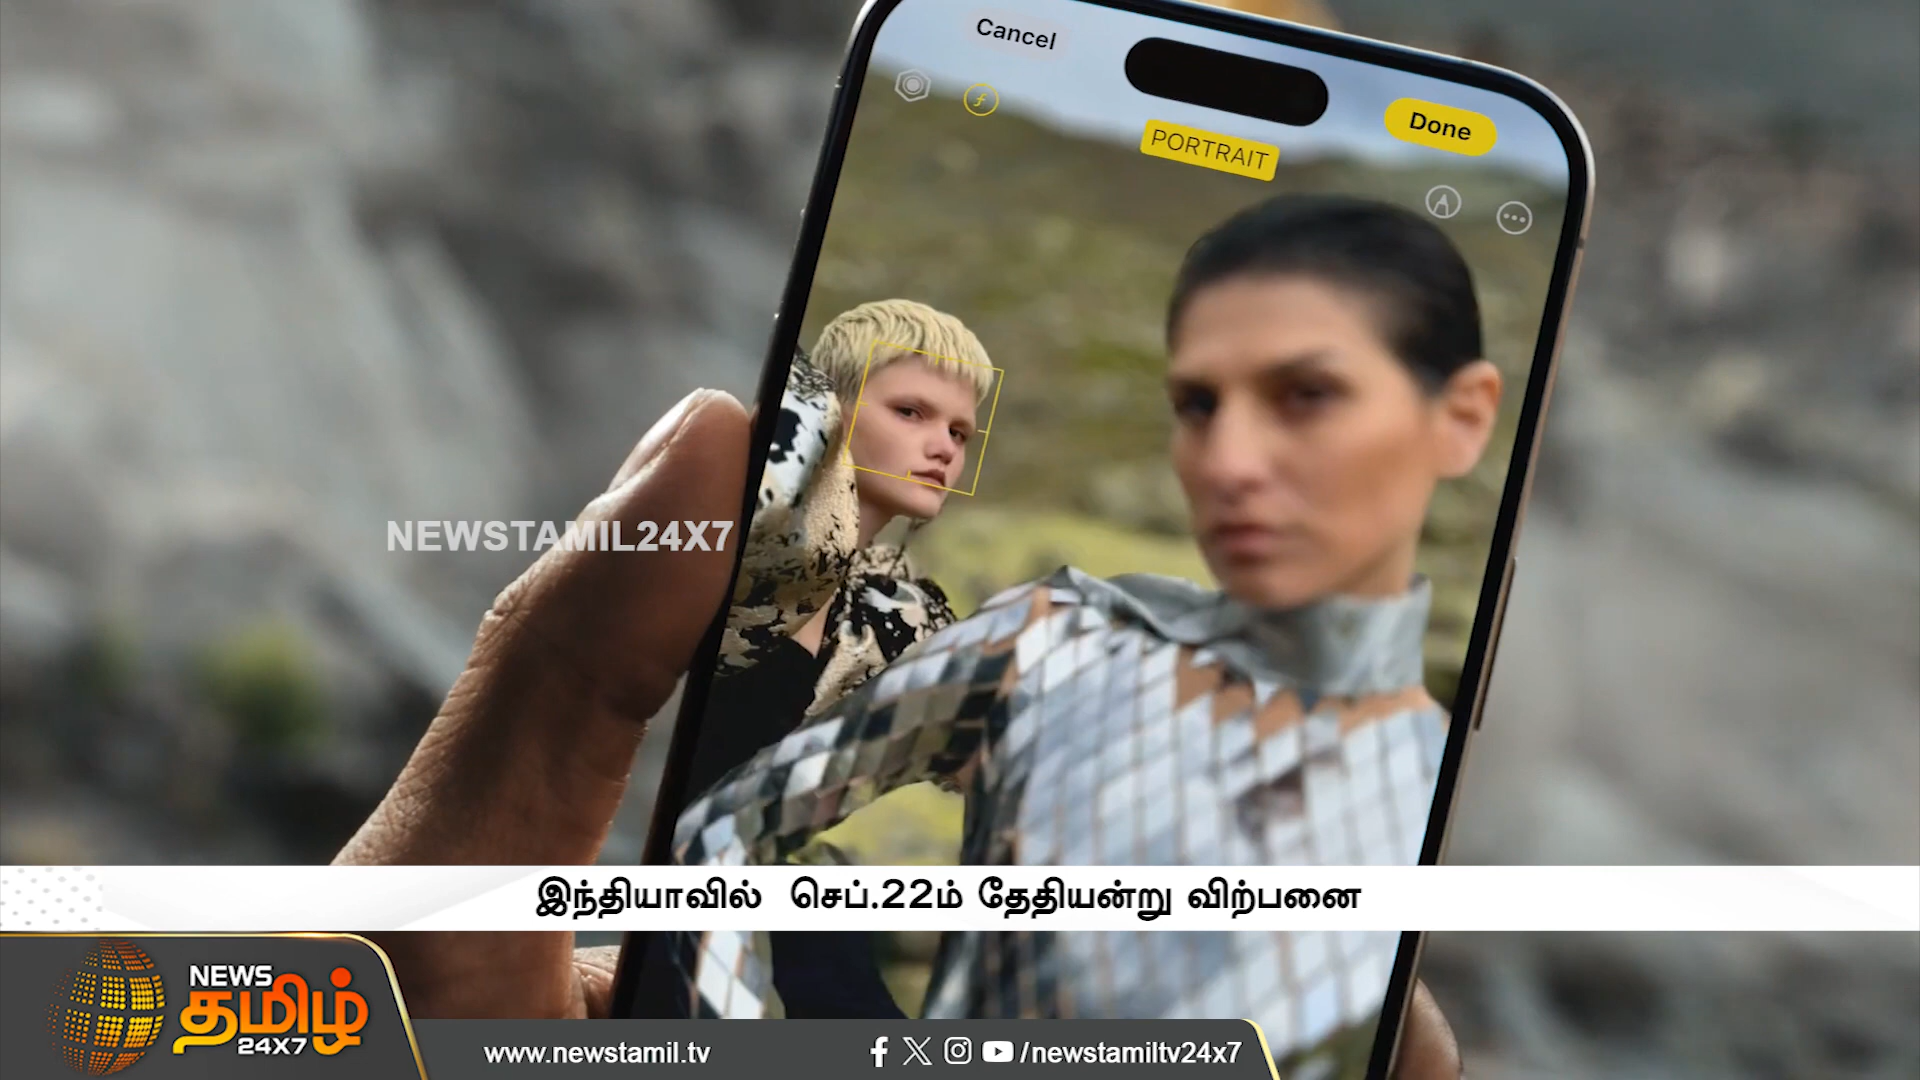 Cancel
Done
PORTRAIT
NEWSTAMIL24X7
இந்தியாவில் செப்.22ம் தேதியன்று விற்பனை
NEWS
தமிழ்
24X7
www.newstamil.tv
/newstamiltv24x7